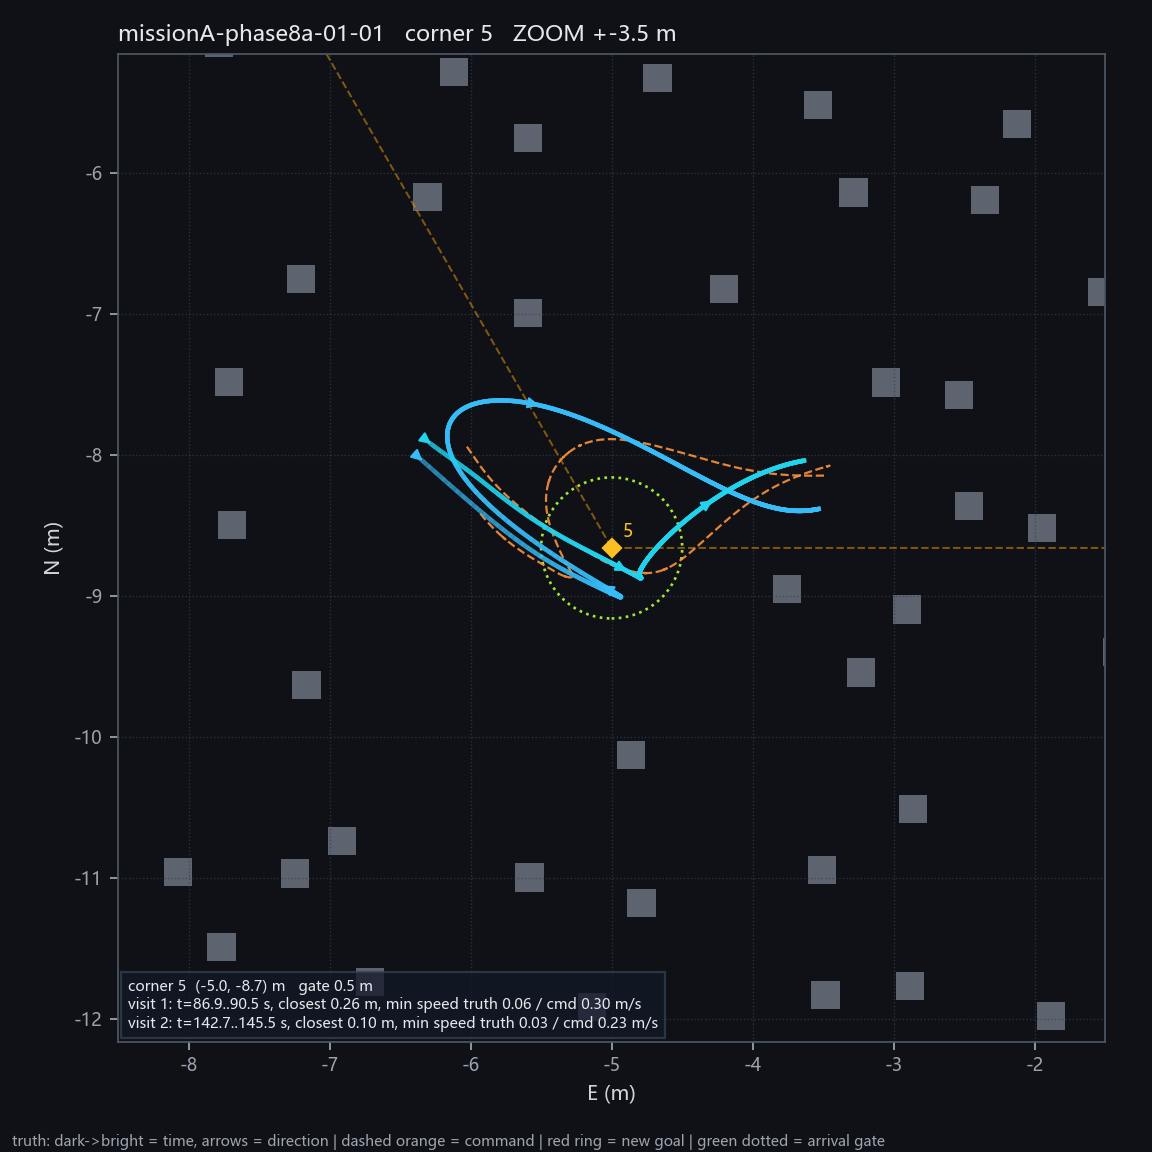 missionA-phase8a-01-01   corner 5   ZOOM +-3.5 m
-6
-7
-8
-9
-10
-11
-12
N (m)
5
corner 5  (-5.0, -8.7) m   gate 0.5 m
visit 1: t=86.9..90.5 s, closest 0.26 m, min speed truth 0.06 / cmd 0.30 m/s
visit 2: t=142.7..145.5 s, closest 0.10 m, min speed truth 0.03 / cmd 0.23 m/s
-8 -7 -6 -5 -4 -3 -2
E (m)
truth: dark->bright = time, arrows = direction | dashed orange = command | red ring = new goal | green dotted = arrival gate